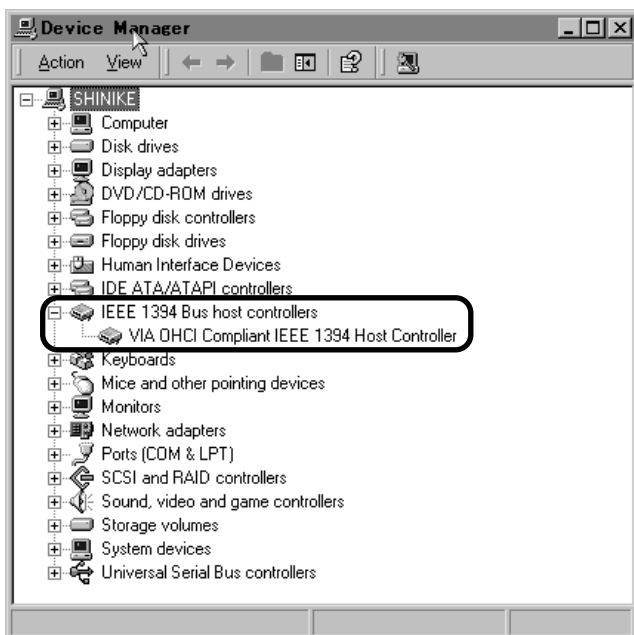 Device Manager
Action View
SHINIKE
Computer
Disk drives
Display adapters
DVD/CD-ROM drives
Floppy disk controllers
Floppy disk drives
Human Interface Devices
IDE ATA/ATAPI controllers
IEEE 1394 Bus host controllers
VIA OHCI Compliant IEEE 1394 Host Controller
Keyboards
Mice and other pointing devices
Monitors
Network adapters
Ports (COM & LPT)
SCSI and RAID controllers
Sound, video and game controllers
Storage volumes
System devices
Universal Serial Bus controllers